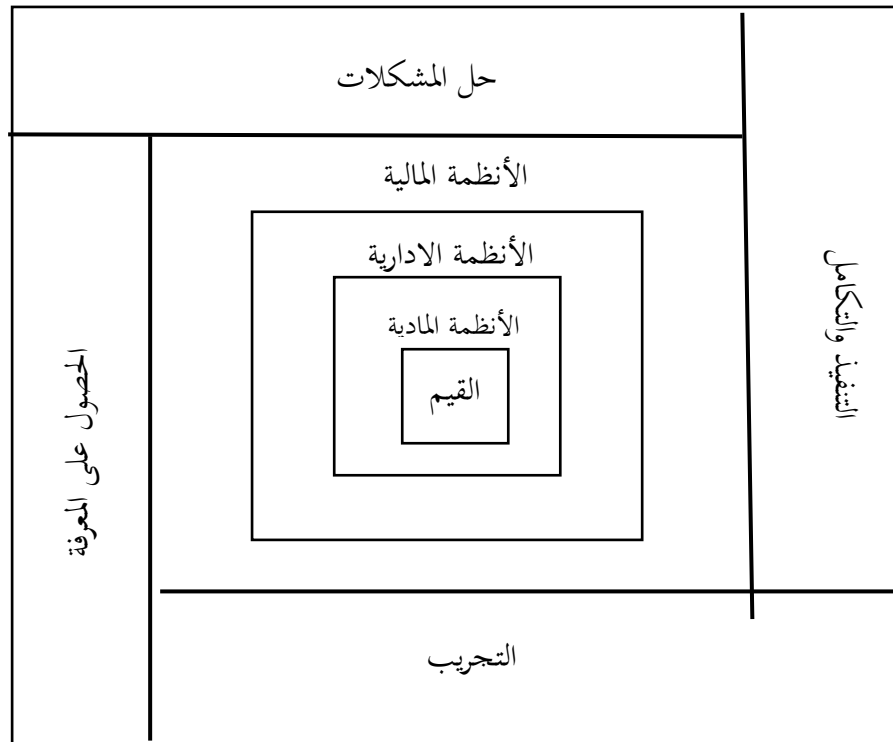 حل المشكلات
الأنظمة المالية
الأنظمة الادارية
التنفيذ والتكامل
الأنظمة المادية
القيم
الحصول على المعرفة
التجريب